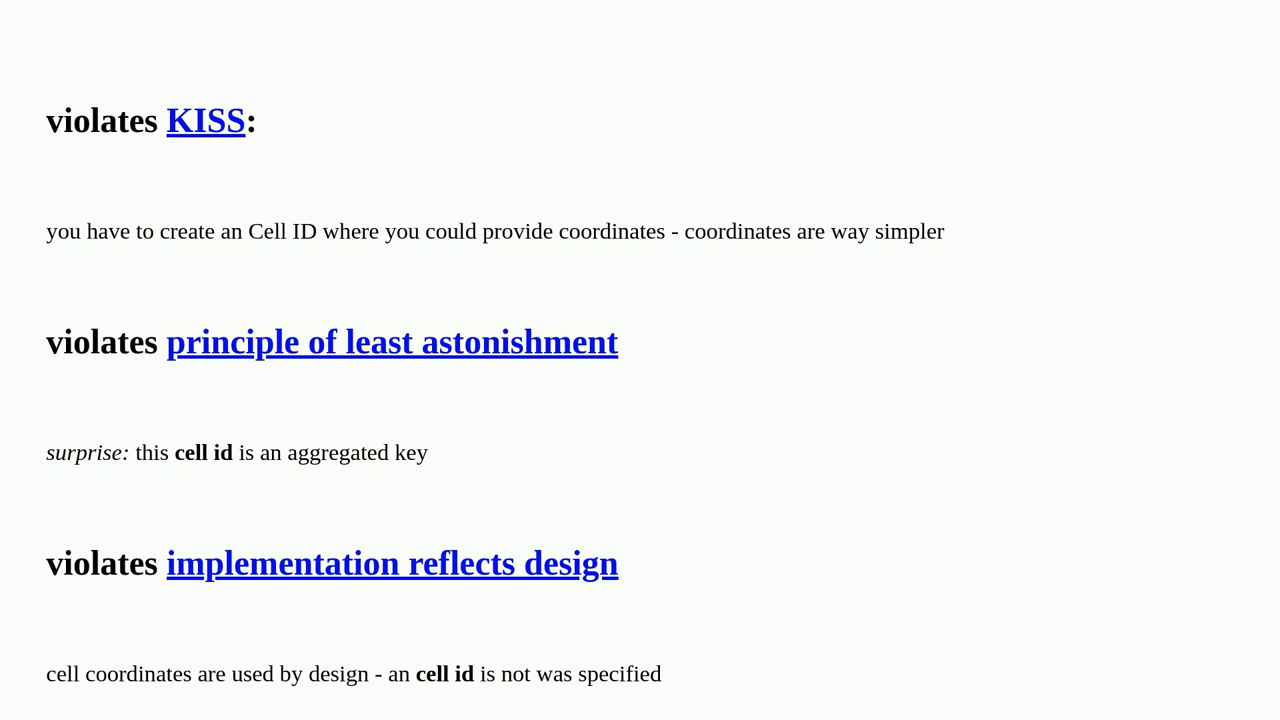 violates KISS:
you have to create an Cell ID where you could provide coordinates - coordinates are way simpler
violates principle of least astonishment
surprise: this cell id is an aggregated key
violates implementation reflects design
cell coordinates are used by design - an cell id is not was specified